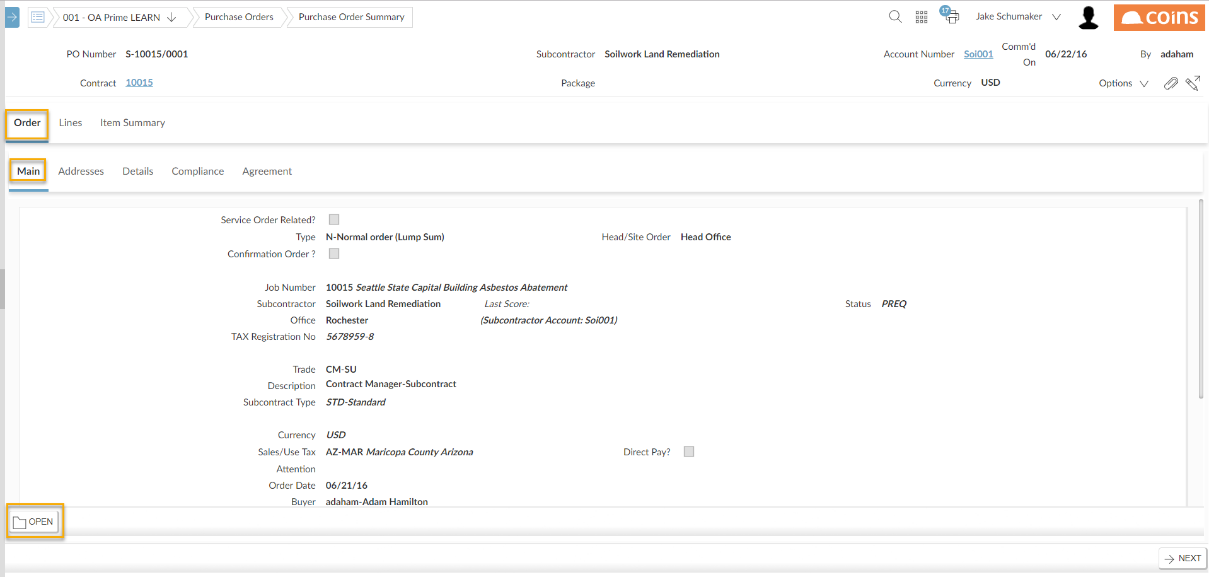 001 - OA Prime LEARN Purchase Orders Purchase Order Summary 17 Jake Schumaker coins
PO Number S-10015/0001 Subcontractor Soilwork Land Remediation Account Number Soi001 Comm'd On 06/22/16 By adaham
Contract 10015 Package Currency USD Options
Order Lines Item Summary
Main Addresses Details Compliance Agreement
Service Order Related?
Type N-Normal order (Lump Sum) Head/Site Order Head Office
Confirmation Order ?
Job Number 10015 Seattle State Capital Building Asbestos Abatement
Subcontractor Soilwork Land Remediation Last Score: Status PREQ
Office Rochester (Subcontractor Account: Soi001)
TAX Registration No 5678959-8
Trade CM-SU
Description Contract Manager-Subcontract
Subcontract Type STD-Standard
Currency USD
Sales/Use Tax AZ-MAR Maricopa County Arizona Direct Pay?
Attention
Order Date 06/21/16
Buyer adaham-Adam Hamilton
OPEN
NEXT